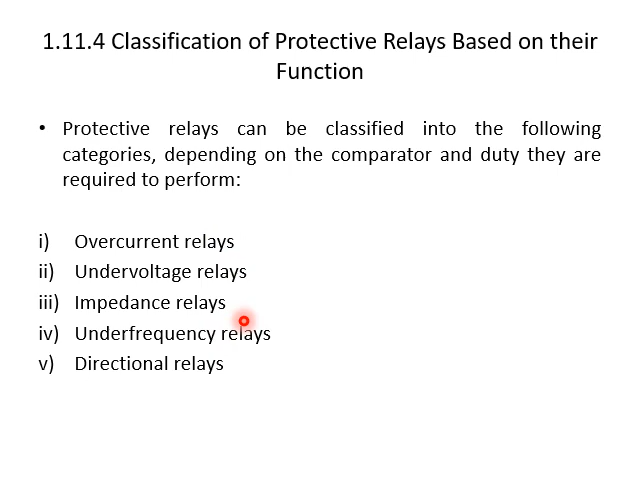 1.11.4 Classification of Protective Relays Based on their
Function
• Protective relays can be classified into the following
categories, depending on the comparator and duty they are
required to perform:
i) Overcurrent relays
ii) Undervoltage relays
iii) Impedance relays
iv) Underfrequency relays
v) Directional relays